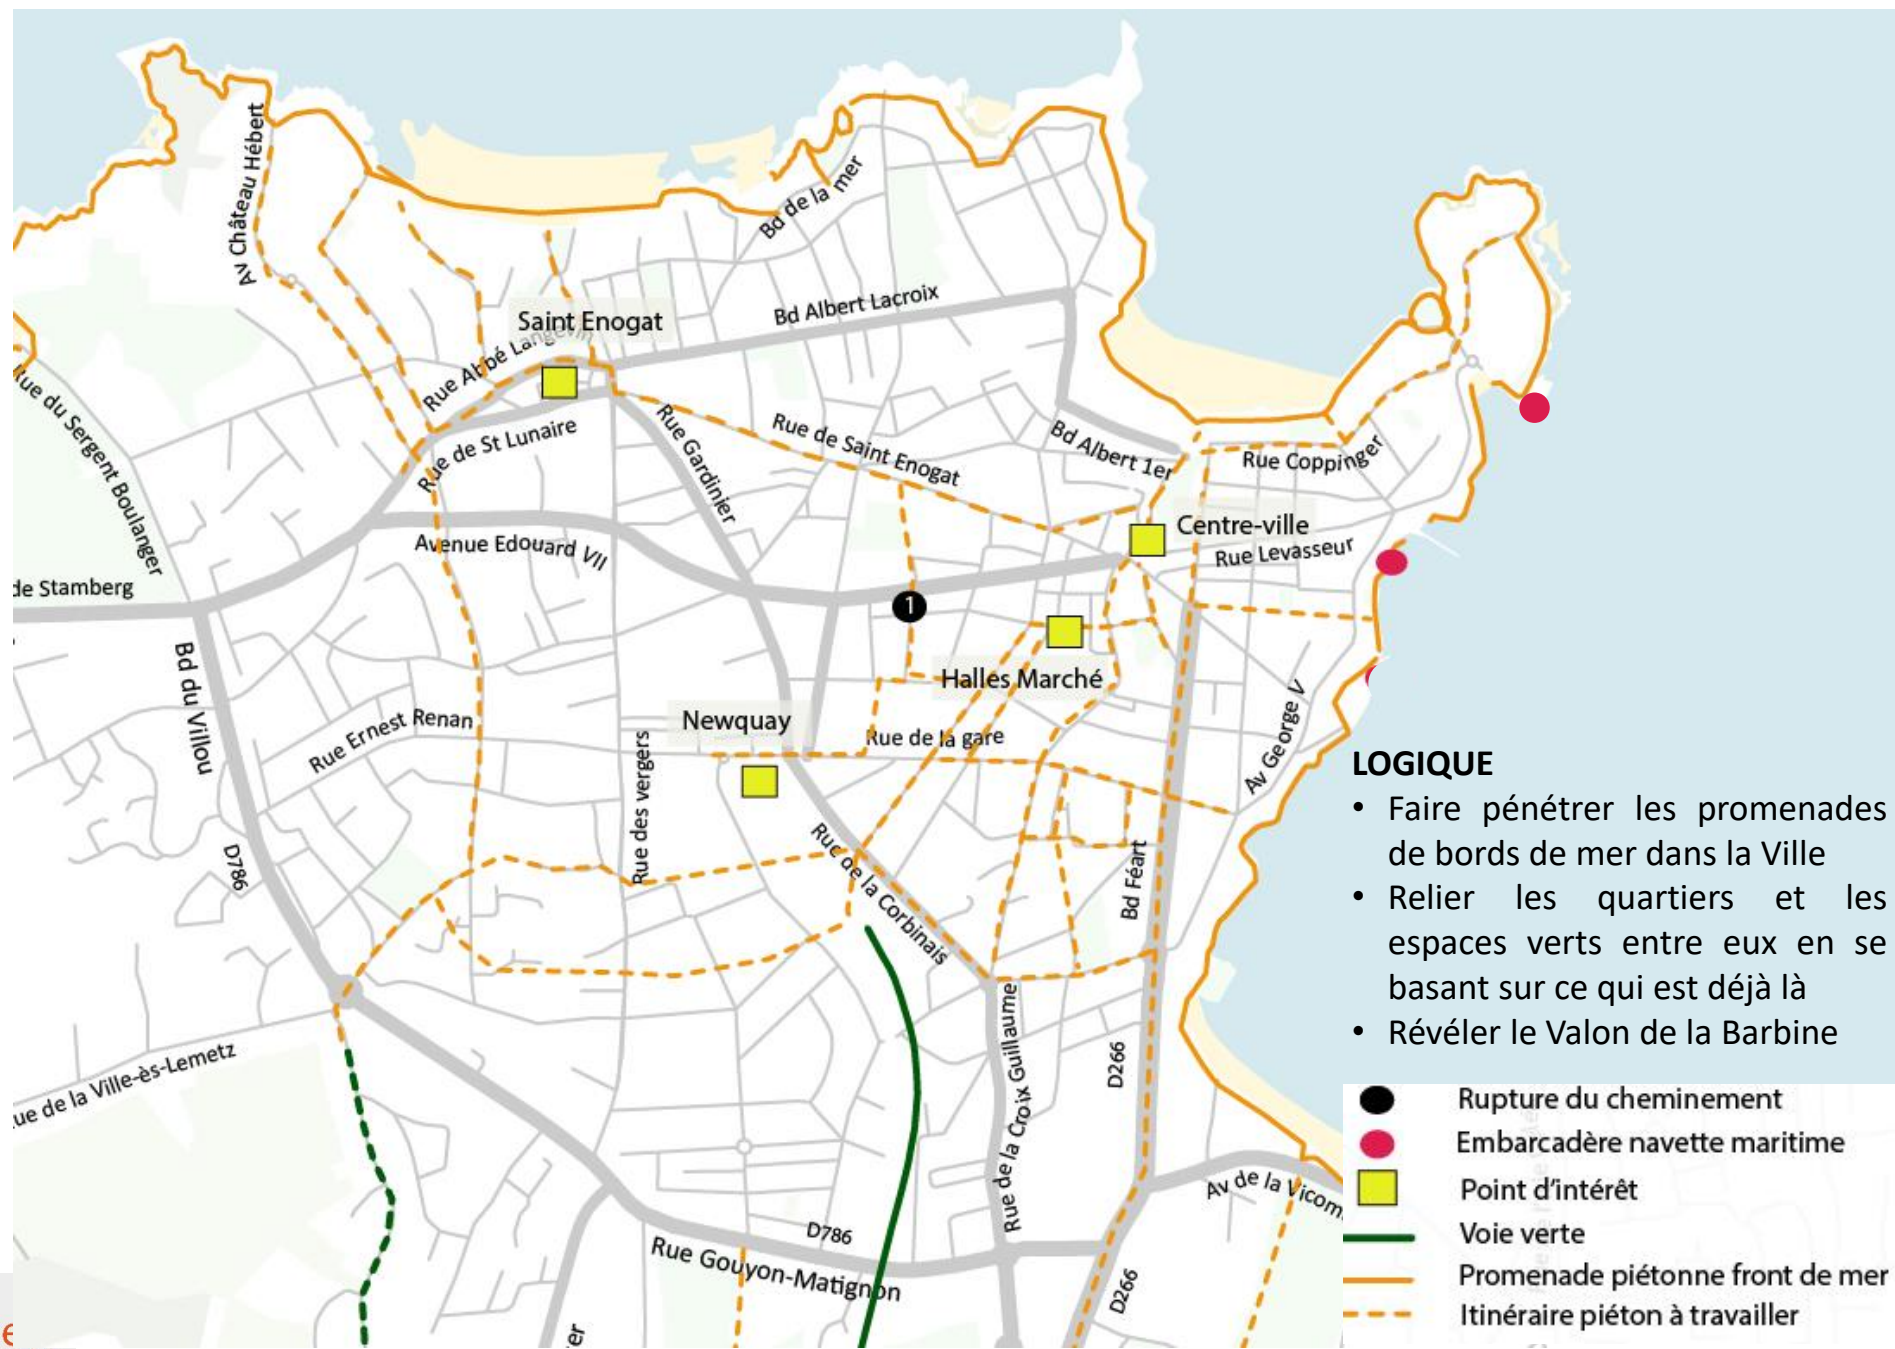 Av Château Hébert
Bd de la mer
Saint Enogat
Bd Albert Lacroix
Rue Abbé Langevin
Rue du Sergent Boulanger
Rue de St Lunaire
Rue Gardinier
Rue de Saint Enogat
Bd Albert 1er
Rue Coppinger
Centre-ville
Avenue Edouard VII
Rue Levasseur
de Stamberg
1
Bd du Villou
Halles Marché
Rue Ernest Renan
Newquay
Rue de la gare
Av George V
Rue des vergers
D786
Rue de la Corbinais
Bd Féart
Rue de la Croix Guillaume
D266
ue de la Ville-ès-Lemetz
Av de la Vicom
D786
Rue Gouyon-Matignon
D266
er
e
LOGIQUE
• Faire pénétrer les promenades
de bords de mer dans la Ville
• Relier les quartiers et les
espaces verts entre eux en se
basant sur ce qui est déjà là
• Révéler le Valon de la Barbine
Rupture du cheminement
Embarcadère navette maritime
Point d'intérêt
Voie verte
Promenade piétonne front de mer
Itinéraire piéton à travailler